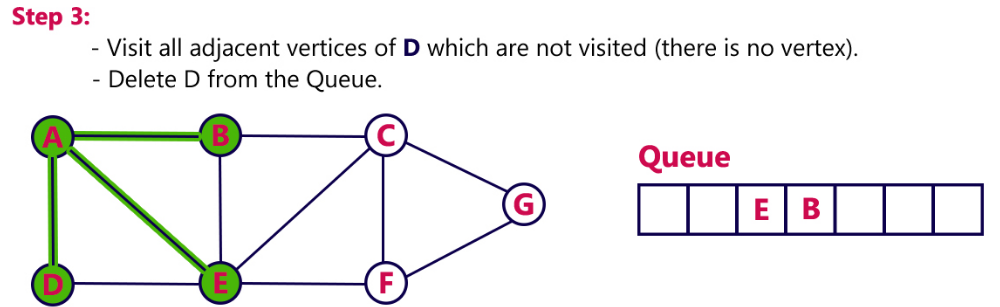 Step 3:
- Visit all adjacent vertices of D which are not visited (there is no vertex).
- Delete D from the Queue.
A B C
Queue
G
E B
D E F